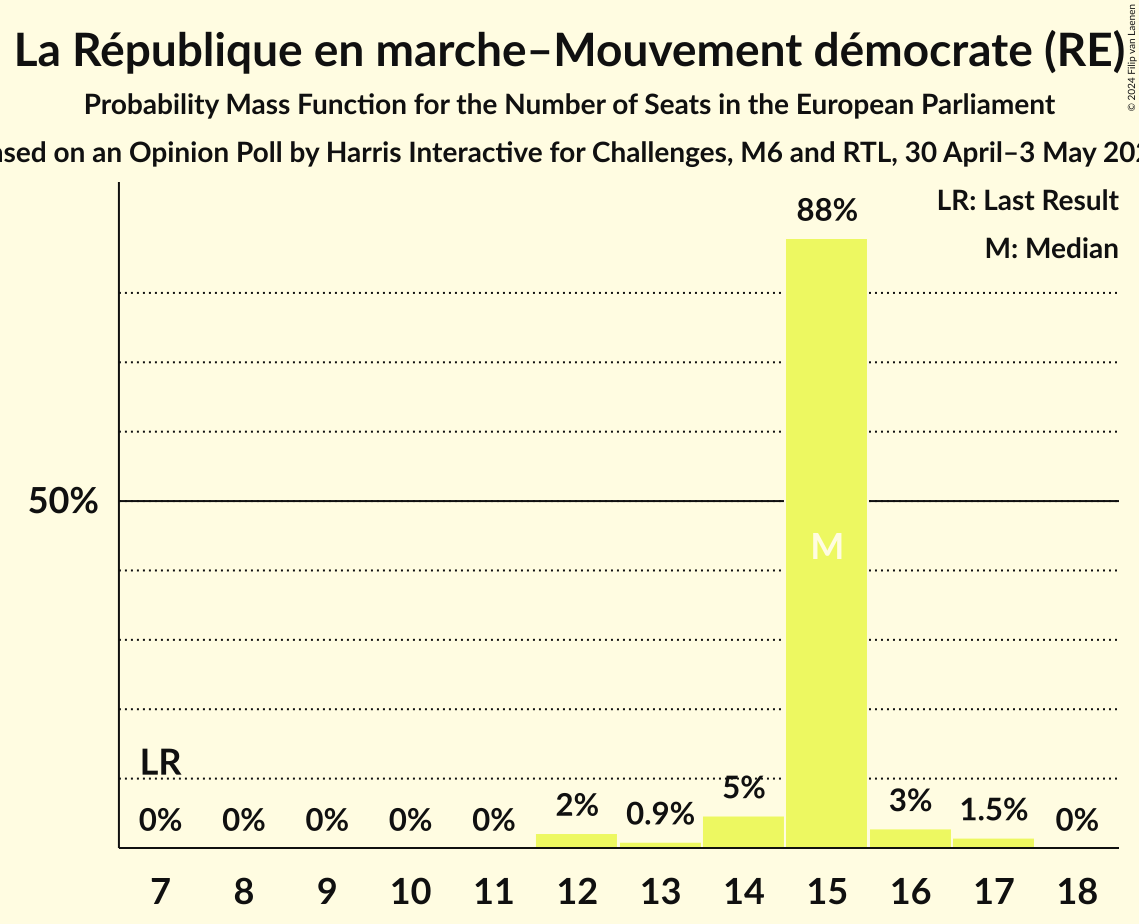 La République en marche–Mouvement démocrate (RE)
© 2024 Filip van Laenen
Probability Mass Function for the Number of Seats in the European Parliament
on an Opinion Poll by Harris Interactive for Challenges, M6 and RTL, 30 April–3 May
LR: Last Result
M: Median
88%
50%
M
LR
0% 0% 0% 0% 0% 2% 0.9% 5% 3% 1.5% 0%
7 8 9 10 11 12 13 14 15 16 17 18